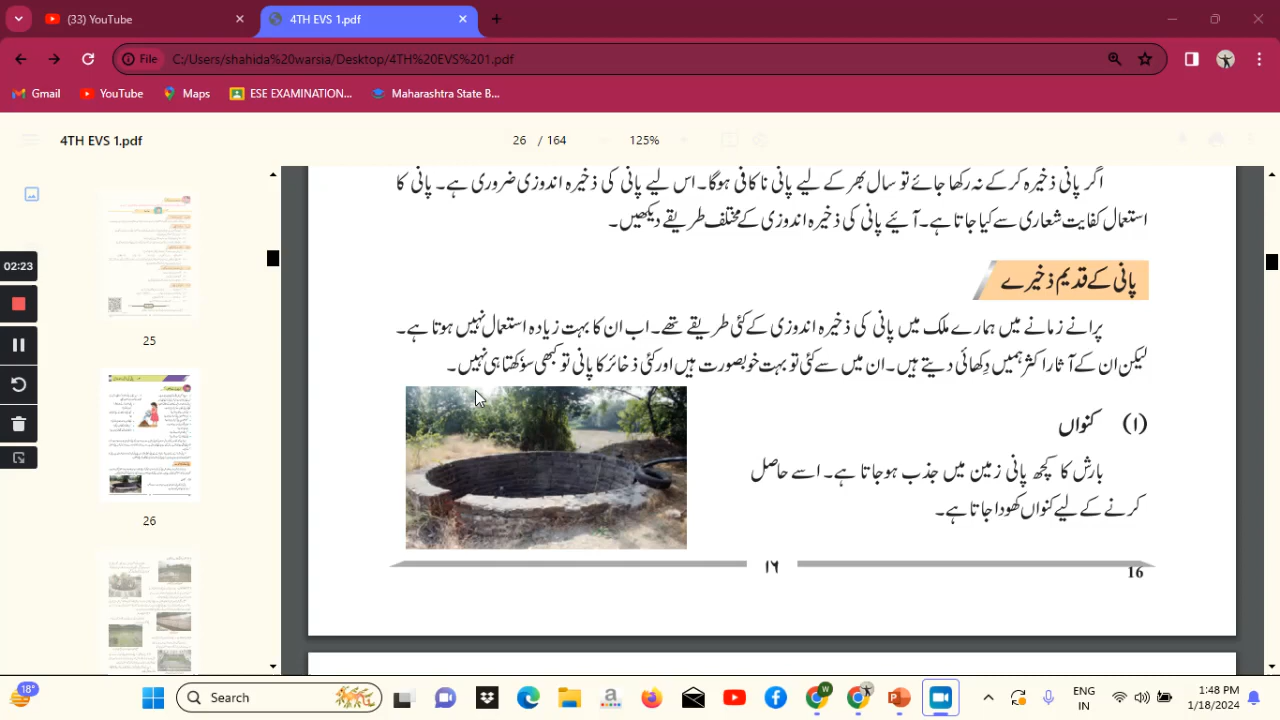 (33) YouTube
4TH EVS 1.pdf
File
C:/Users/shahida%20warsia/Desktop/4TH%20EVS%201.pdf
Gmail
YouTube
Maps
ESE EXAMINATION...
Maharashtra State B...
4TH EVS 1.pdf
26 / 164
125%
02:23
25
26
اگر پانی ذخیرہ کر کے نہ رکھا جائے تو سال بھر کے لیے پانی ناکافی ہوگا۔ اس لیے پانی کی ذخیرہ اندوزی ضروری ہے۔ پانی کا
استعمال کفایت شعاری سے کیا جاتا ہے۔ آئیے پانی کی ذخیرہ اندوزی کے مختلف طریقے دیکھیں۔
پانی کے قدیم ذخیرے
پرانے زمانے میں ہمارے ملک میں پانی کی ذخیرہ اندوزی کے کئی طریقے تھے۔ اب ان کا بہت زیادہ استعمال نہیں ہوتا ہے۔
لیکن ان کے آثار اکثر ہمیں دِکھائی دیتے ہیں۔ ان میں سے کئی تو بہت خوبصورت ہیں اور کئی ذخائر کا پانی تو کبھی سوٗکھتا ہی نہیں۔
(۱) کنواں
بارش کا کچھ پانی زمین میں جذب ہو جاتا ہے۔ اسے حاصل
کرنے کے لیے کنواں کھودا جاتا ہے۔
۱۶
16
18°
Search
ENG
IN
1:48 PM
1/18/2024